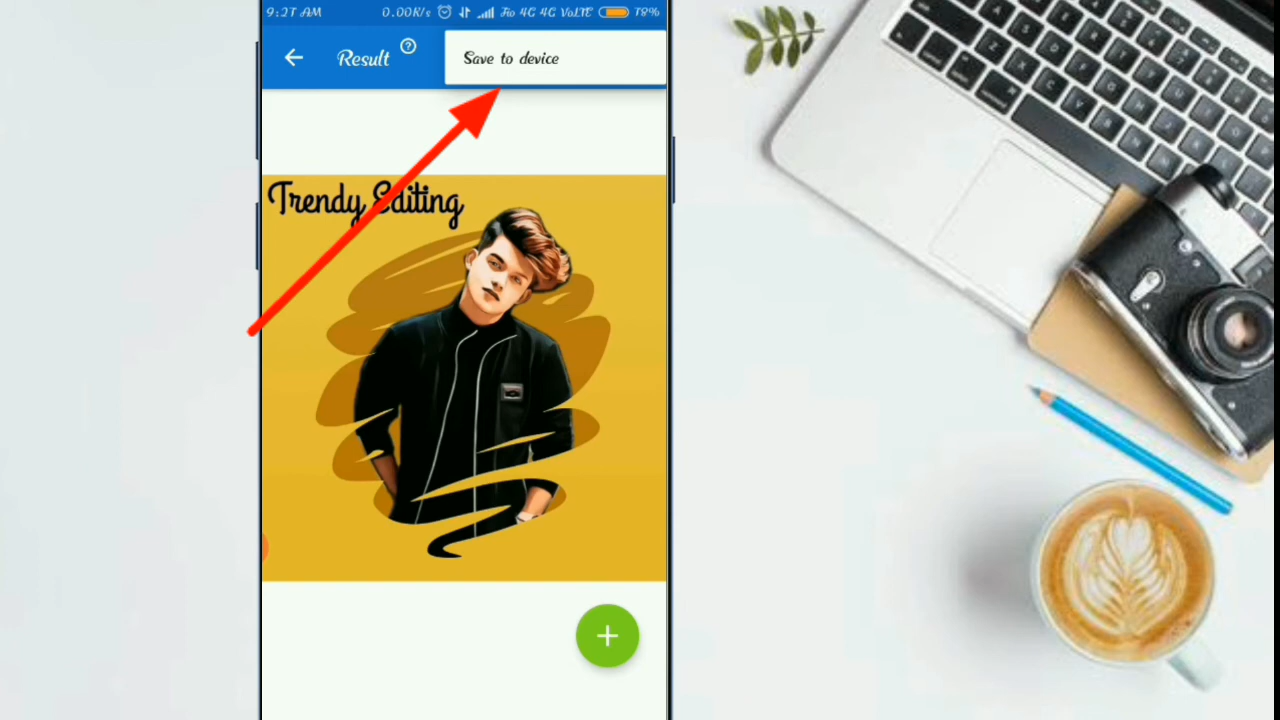 9:27 AM 0.00K/s Jio 4G 4G VoLTE 78%
Result ?
Save to device
Trendy Editing